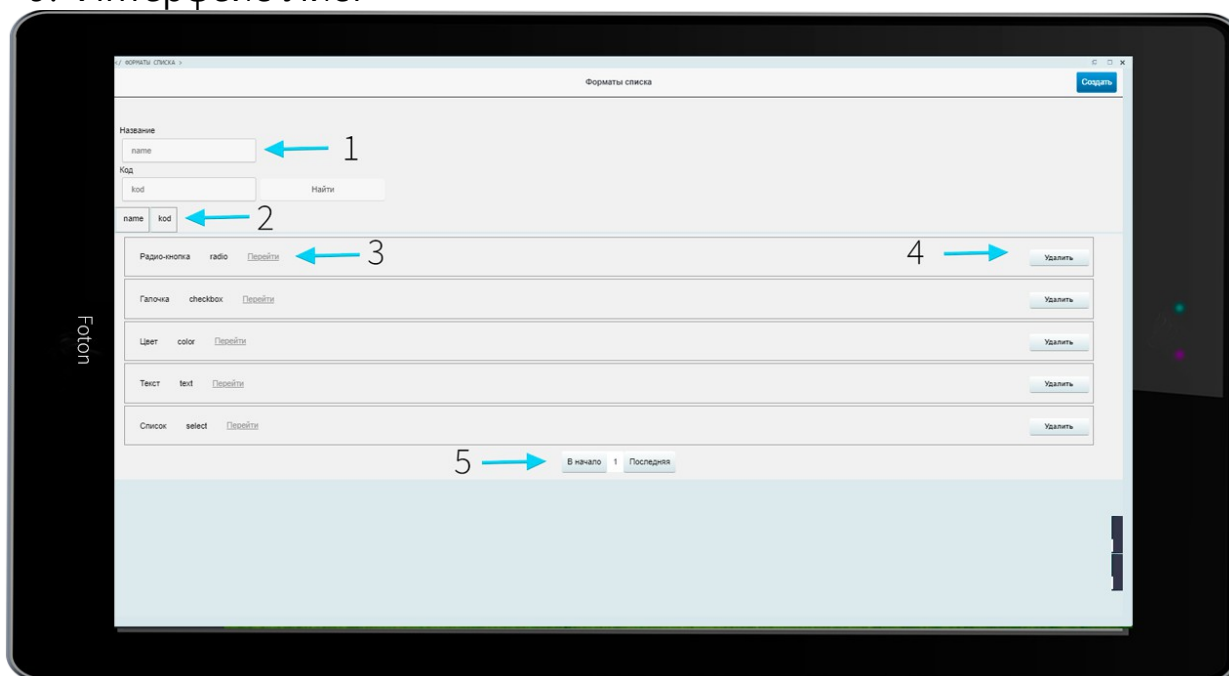 </ ФОРМАТЫ СПИСКА >
Форматы списка
Создать
Название
name
1
Код
kod
Найти
name kod
2
Радио-кнопка radio Перейти
3
4
Удалить
Галочка checkbox Перейти
Удалить
Цвет color Перейти
Удалить
Текст text Перейти
Удалить
Список select Перейти
Удалить
5
В начало 1 Последняя
Foton